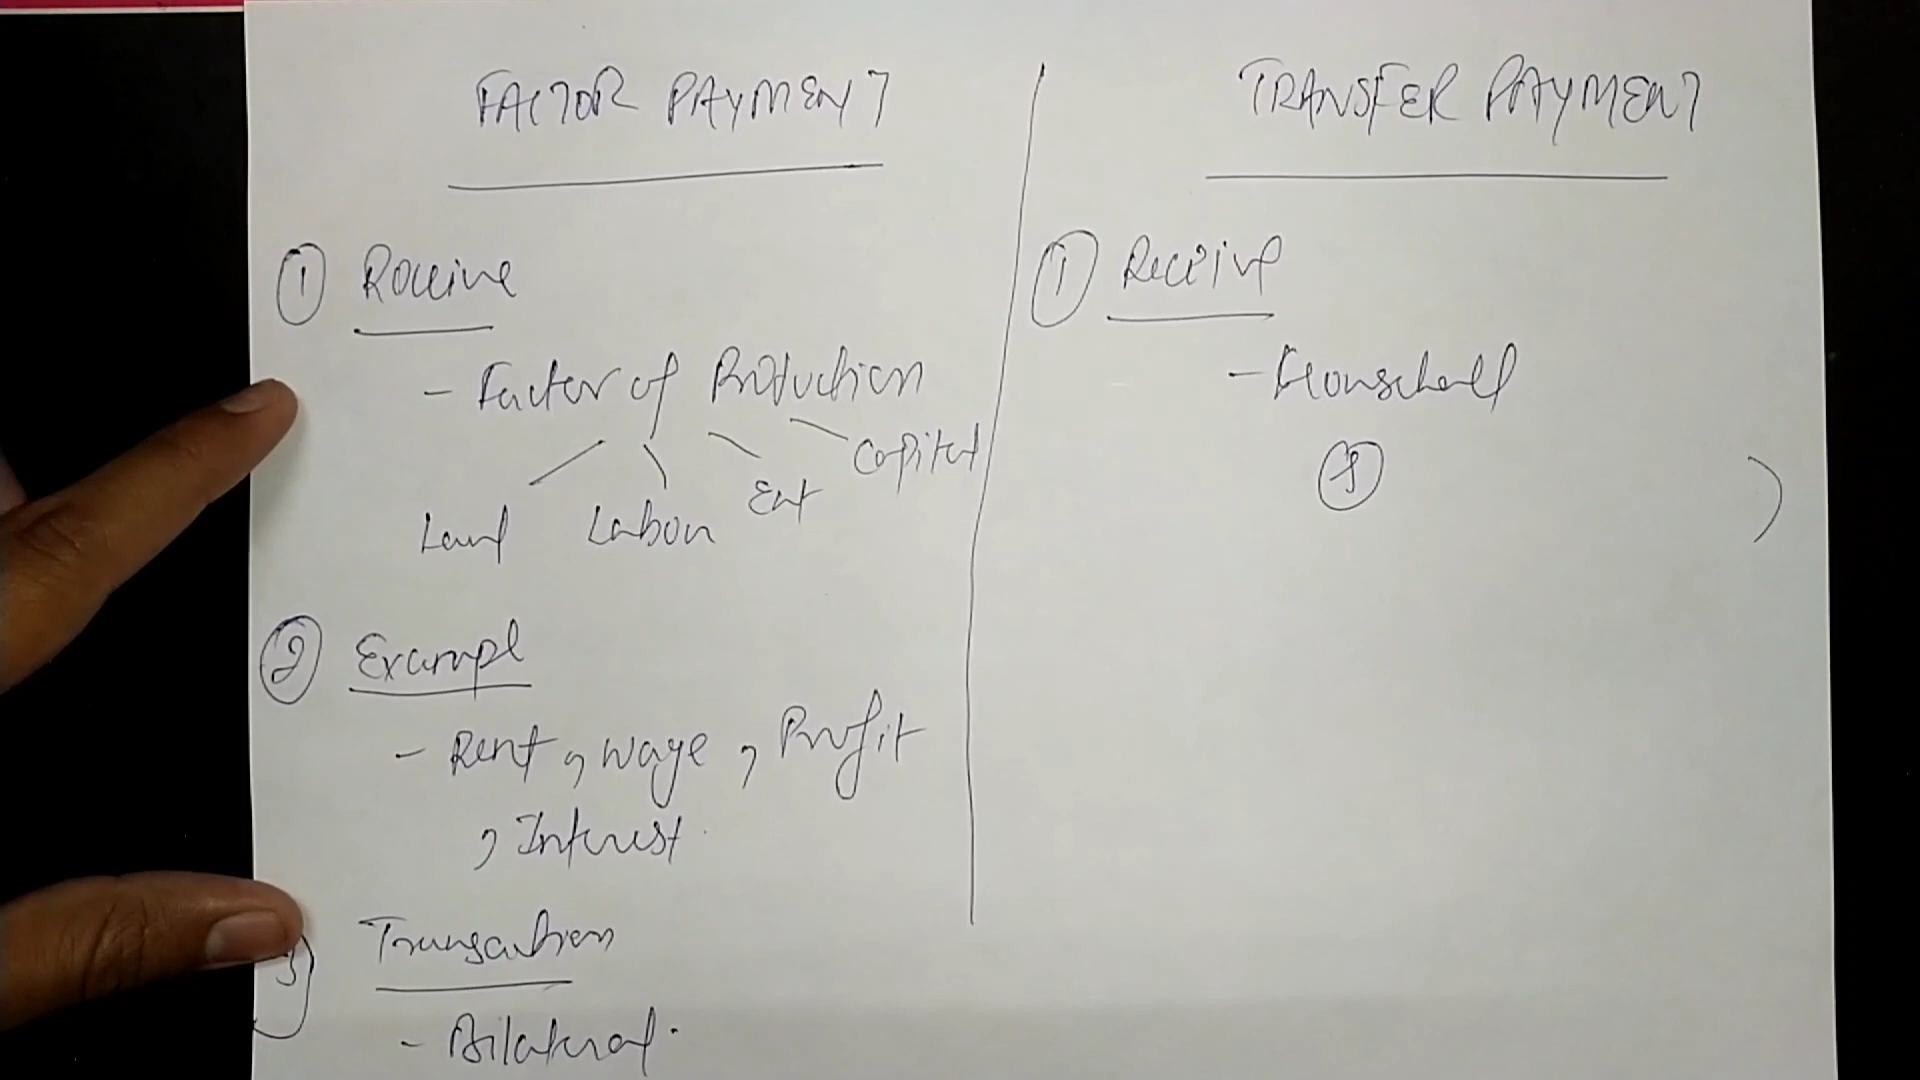 FACTOR PAYMENT
① Receive
- Factor of Production
Land Labour Ent Capital
② Example
- Rent, wage, Profit
, Interest.
3 Transaction
- Bilateral.
TRANSFER PAYMENT
① Receive
- Household